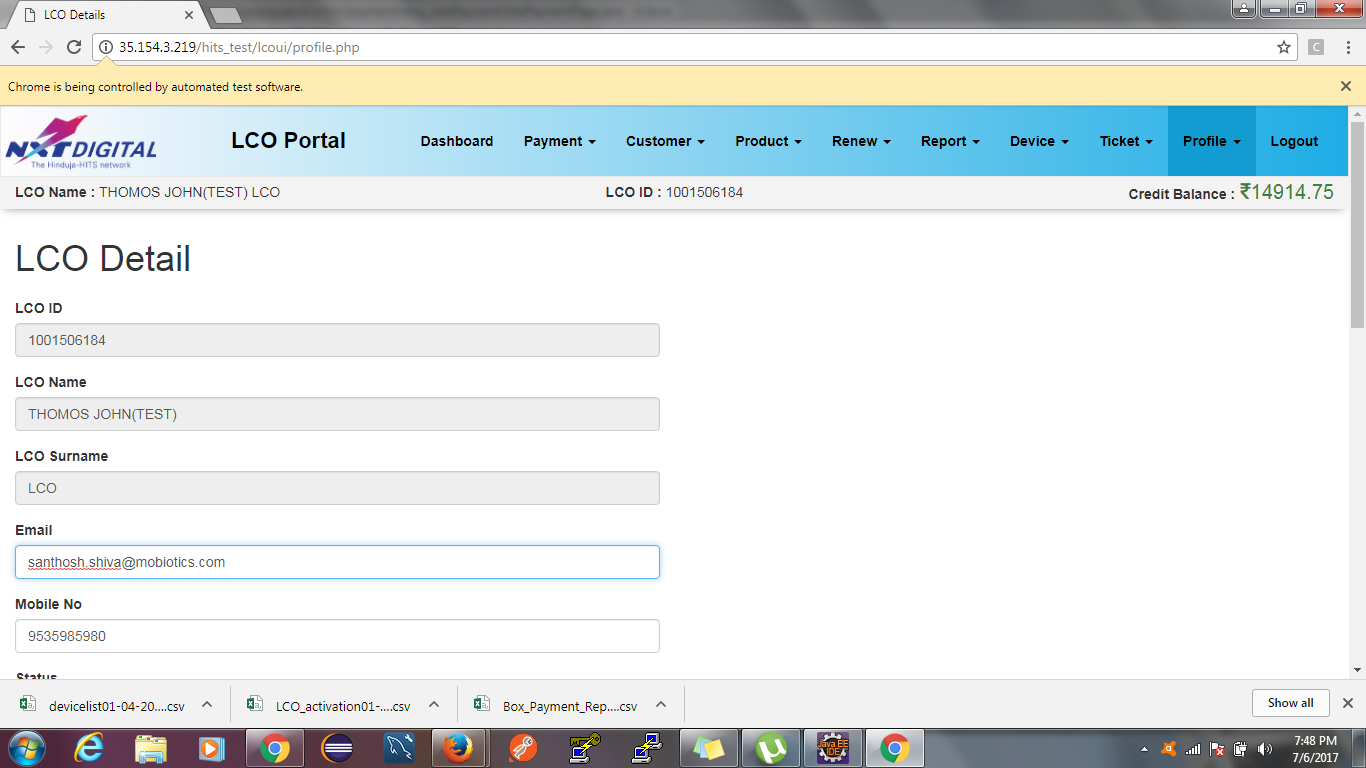 LCO Details
35.154.3.219/hits_test/lcoui/profile.php
C
Chrome is being controlled by automated test software.
NXTDIGITAL
The Hinduja-HITS network
LCO Portal
Dashboard Payment Customer Product Renew Report Device Ticket Profile Logout
LCO Name : THOMOS JOHN(TEST) LCO LCO ID : 1001506184 Credit Balance : ₹14914.75
LCO Detail
LCO ID
1001506184
LCO Name
THOMOS JOHN(TEST)
LCO Surname
LCO
Email
santhosh.shiva@mobiotics.com
Mobile No
9535985980
Status
devicelist01-04-20....csv LCO_activation01-....csv Box_Payment_Rep....csv Show all
Java EE
IDE
7:48 PM
7/6/2017